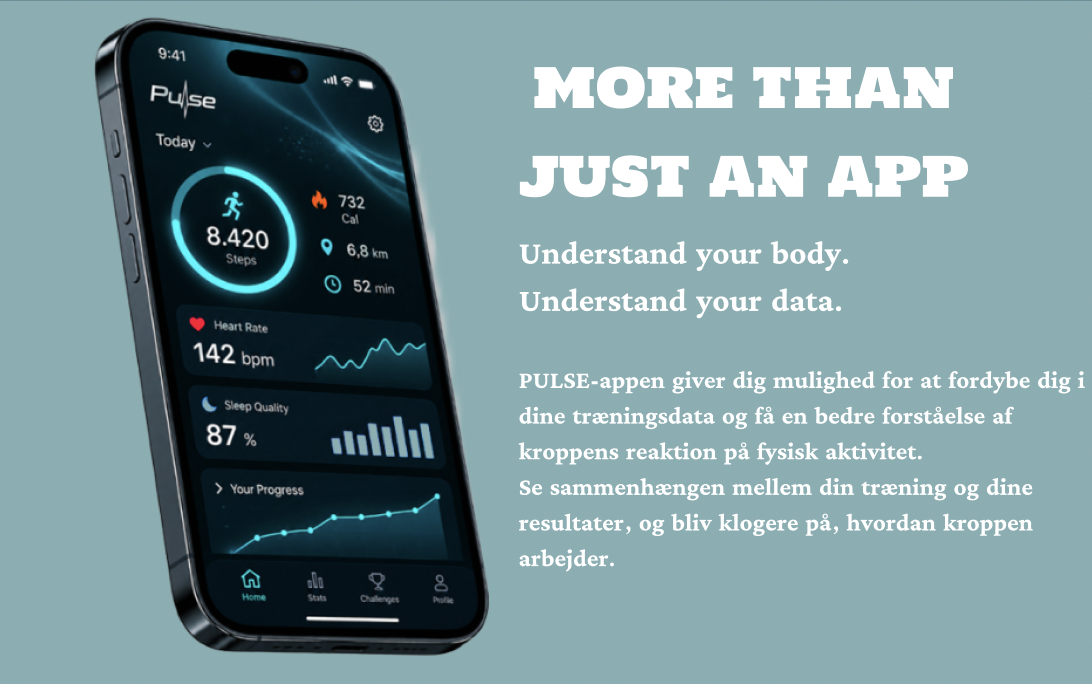 9:41
Pulse
Today
8.420
Steps
732
Cal
6,8 km
52 min
Heart Rate
142 bpm
Sleep Quality
87 %
Your Progress
Home
Stats
Challenges
Profile
MORE THAN
JUST AN APP
Understand your body.
Understand your data.
PULSE-appen giver dig mulighed for at fordybe dig i
dine træningsdata og få en bedre forståelse af
kroppens reaktion på fysisk aktivitet.
Se sammenhængen mellem din træning og dine
resultater, og bliv klogere på, hvordan kroppen
arbejder.